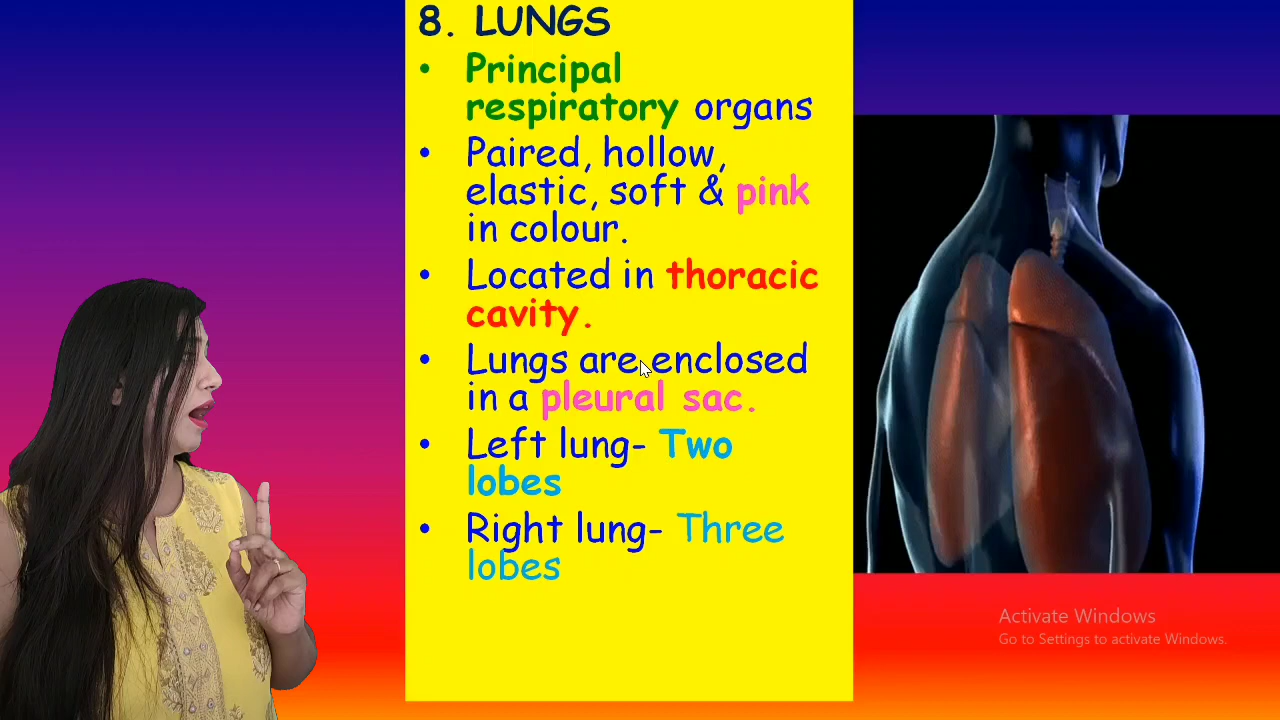 8. LUNGS
• Principal
respiratory organs
• Paired, hollow,
elastic, soft & pink
in colour.
• Located in thoracic
cavity.
• Lungs are enclosed
in a pleural sac.
• Left lung- Two
lobes
• Right lung- Three
lobes
Activate Windows
Go to Settings to activate Windows.